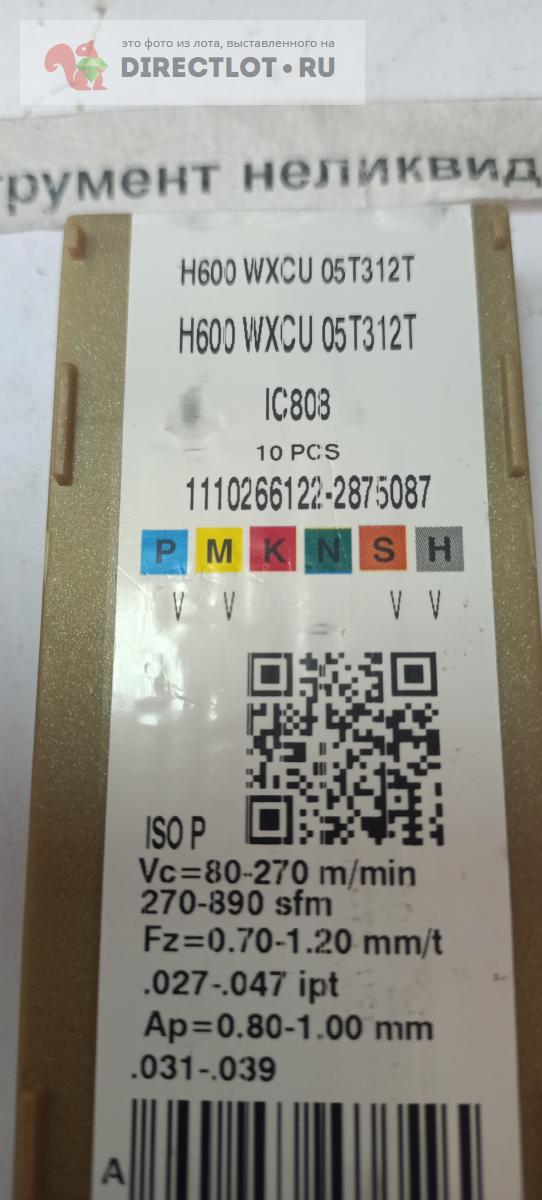 это фото из лота, выставленного на
DIRECTLOT•RU
трумент неликвид
H600 WXCU 05T312T
H600 WXCU 05T312T
IC808
10 PCS
1110266122-2875087
P M K N S H
V V V V
ISO P
Vc=80-270 m/min
270-890 sfm
Fz=0.70-1.20 mm/t
.027-.047 ipt
Ap=0.80-1.00 mm
.031-.039
A